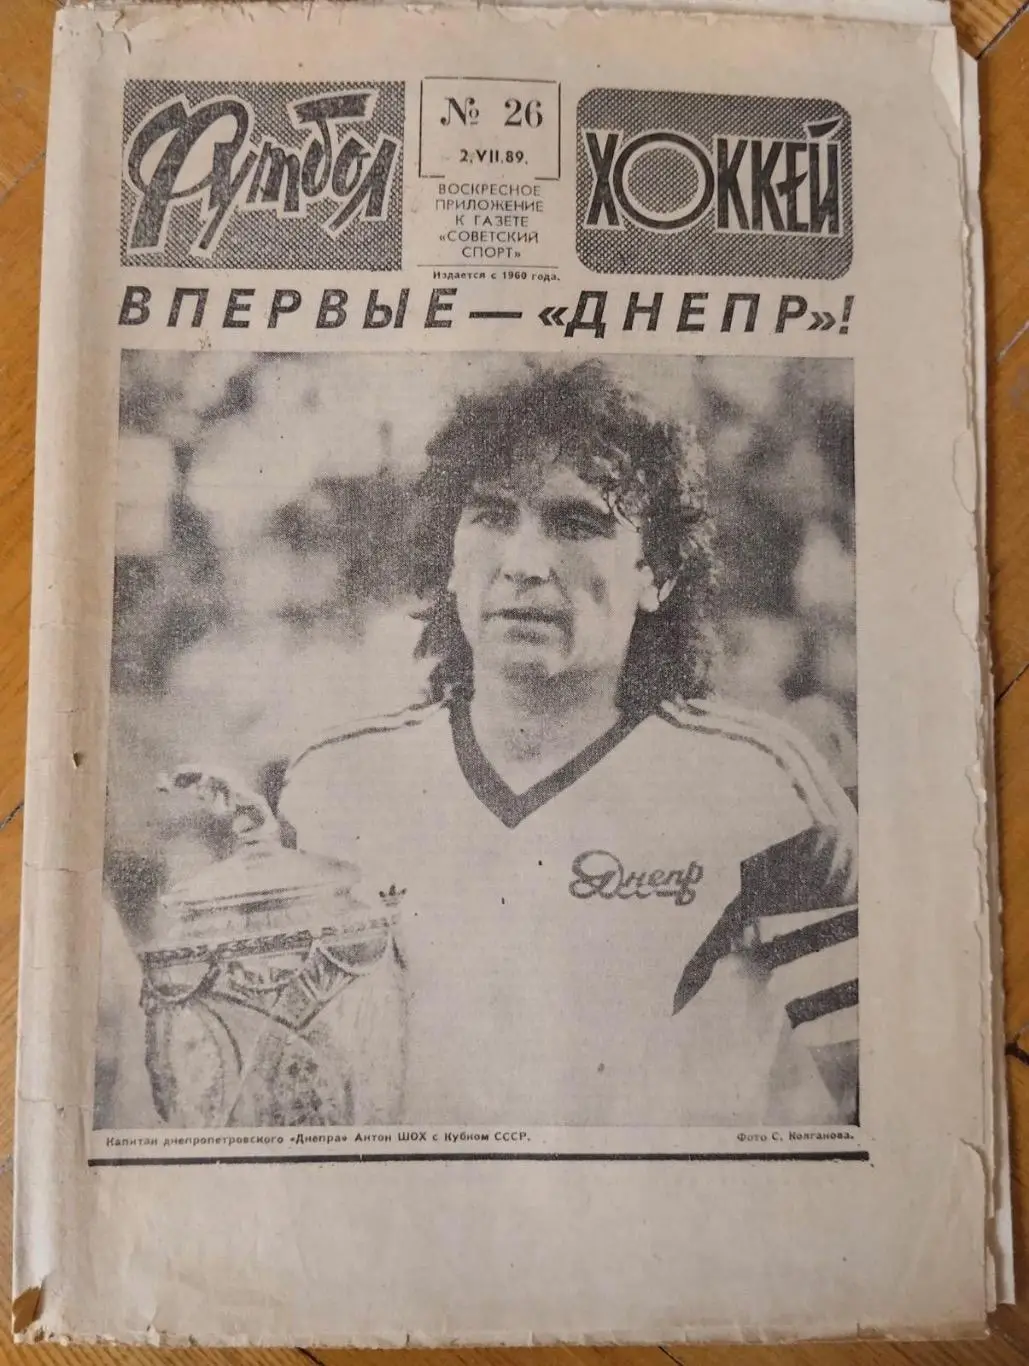 Футбол
№ 26
2.VII.89.
ВОСКРЕСНОЕ
ПРИЛОЖЕНИЕ
К ГАЗЕТЕ
«СОВЕТСКИЙ
СПОРТ»
Издается с 1960 года.
ХОККЕЙ
ВПЕРВЫЕ — «ДНЕПР»!
Днепр
Капитан днепропетровского «Днепра» Антон ШОХ с Кубком СССР.
Фото С. Колганова.